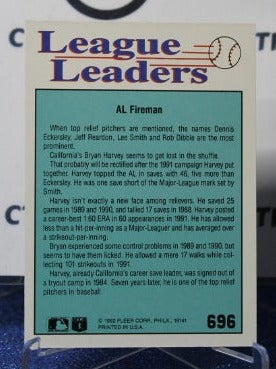 League
Leaders
AL Fireman
When top relief pitchers are mentioned, the names Dennis
Eckersley, Jeff Reardon, Lee Smith and Rob Dibble are the most
prominent.
California's Bryan Harvey seems to get lost in the shuffle.
That probably will be rectified after the 1991 campaign Harvey put
together. Harvey topped the AL in saves with 46, five more than
Eckersley. He was one save short of the Major-League mark set by
Smith.
Harvey isn't exactly a new face among relievers. He saved 25
games in 1989 and 1990, and tallied 17 saves in 1988. Harvey posted
a career-best 1.60 ERA in 60 appearances in 1991. He has allowed
less than a hit-per-inning as a Major-Leaguer and has averaged over
a strikeout-per-inning.
Bryan experienced some control problems in 1989 and 1990, but
seems to have them licked. He allowed a mere 17 walks while col-
lecting 101 strikeouts in 1991.
Harvey, already California's career save leader, was signed out of
a tryout camp in 1984. Seven years later, he is one of the top relief
pitchers in baseball.
© 1992 FLEER CORP., PHILA., 19141
PRINTED IN U.S.A.
696